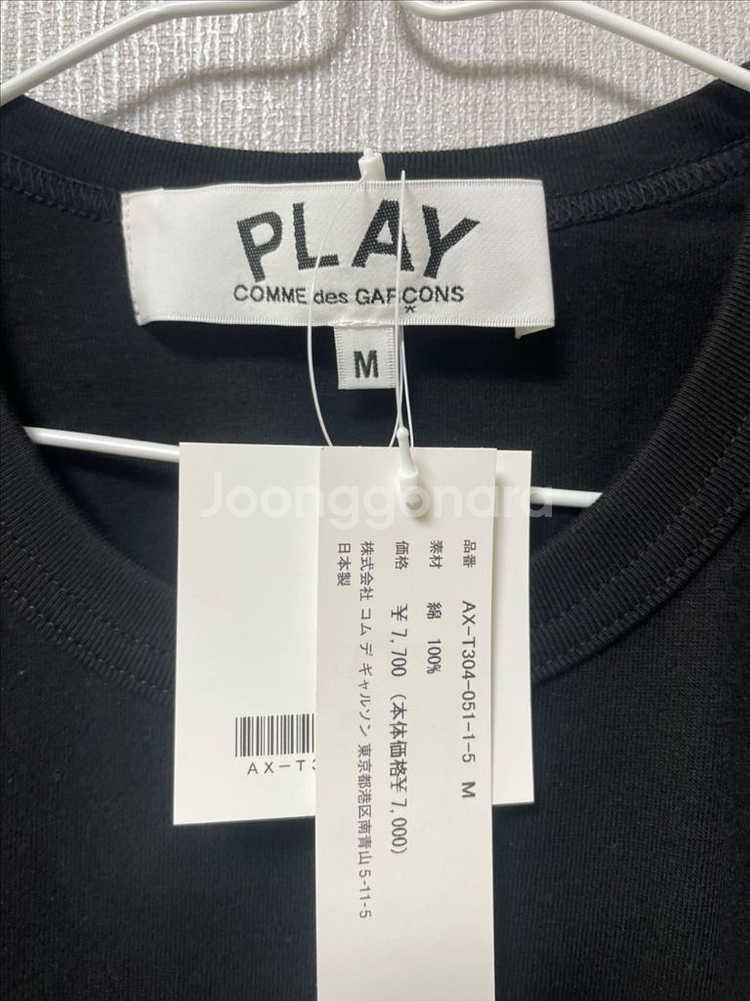 PLAY
COMME des GARÇONS
*
M
Joonggonara
品番 AX-T304-051-1-5 M
素材 綿 100%
価格 ¥ 7,700 (本体価格¥ 7,000)
株式会社 コム デ ギャルソン 東京都港区南青山 5-11-5
日本製
AX-T3